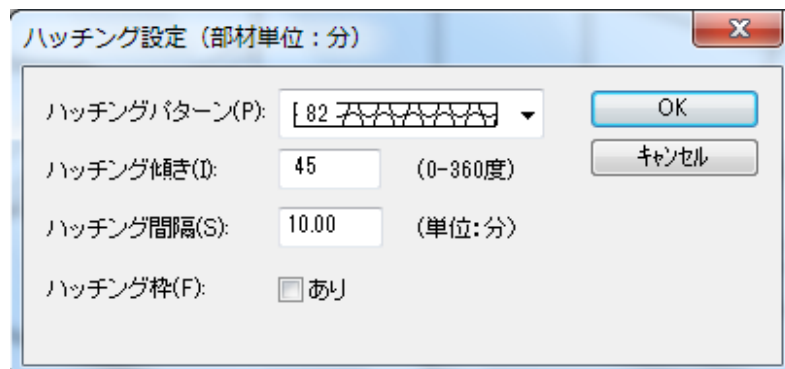 ハッチング設定（部材単位：分）
ハッチングパターン(P): 82 OK
ハッチング傾き(I): 45 (0-360度) キャンセル
ハッチング間隔(S): 10.00 (単位:分)
ハッチング枠(F): あり